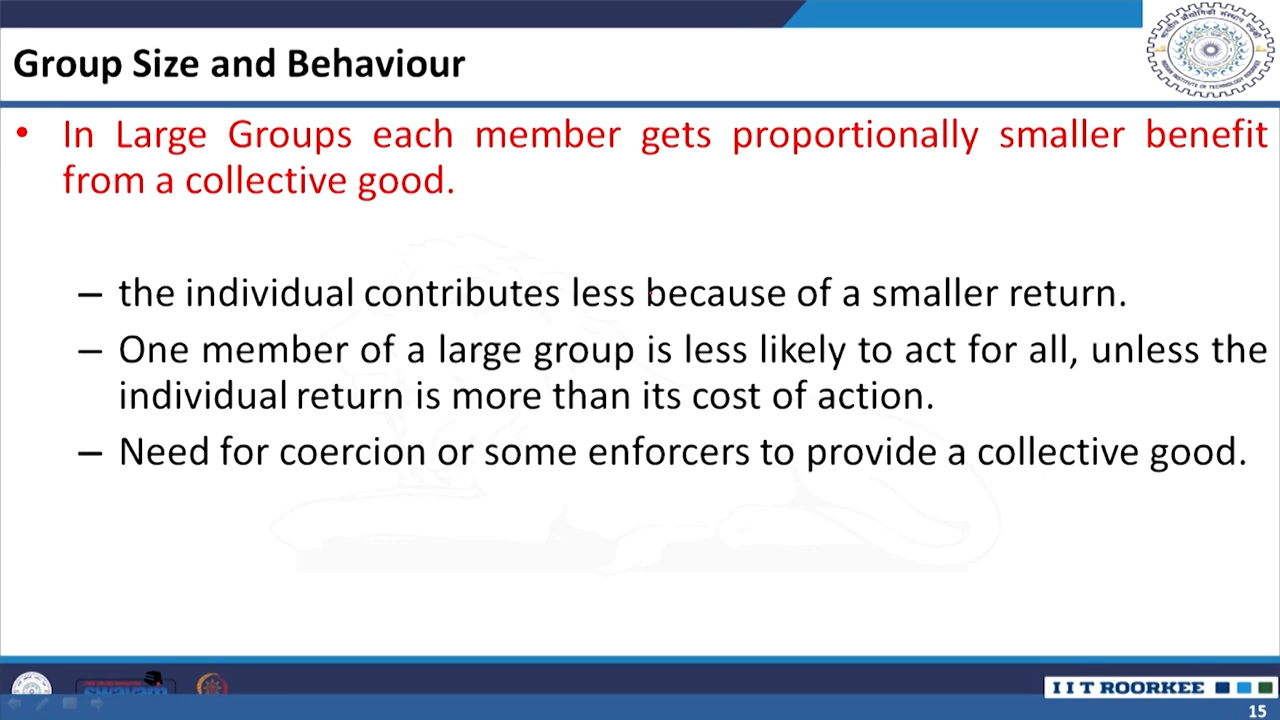 Group Size and Behaviour
• In Large Groups each member gets proportionally smaller benefit
from a collective good.
– the individual contributes less because of a smaller return.
– One member of a large group is less likely to act for all, unless the
individual return is more than its cost of action.
– Need for coercion or some enforcers to provide a collective good.
swayam
IIT ROORKEE
15